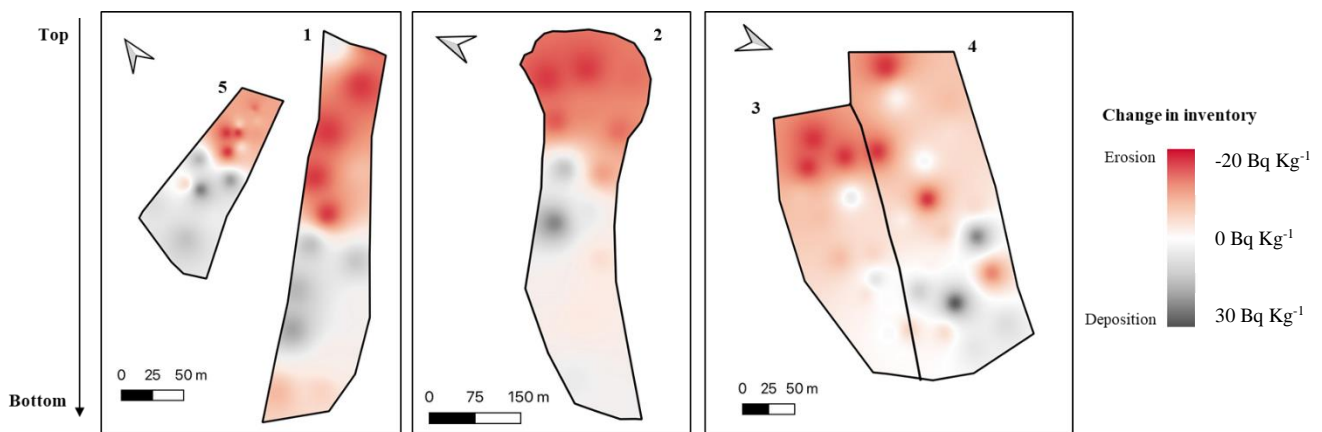 Top
Bottom
5
1
0 25 50 m
2
0 75 150 m
3
4
0 25 50 m
Change in inventory
Erosion
-20 Bq Kg-1
0 Bq Kg-1
Deposition
30 Bq Kg-1